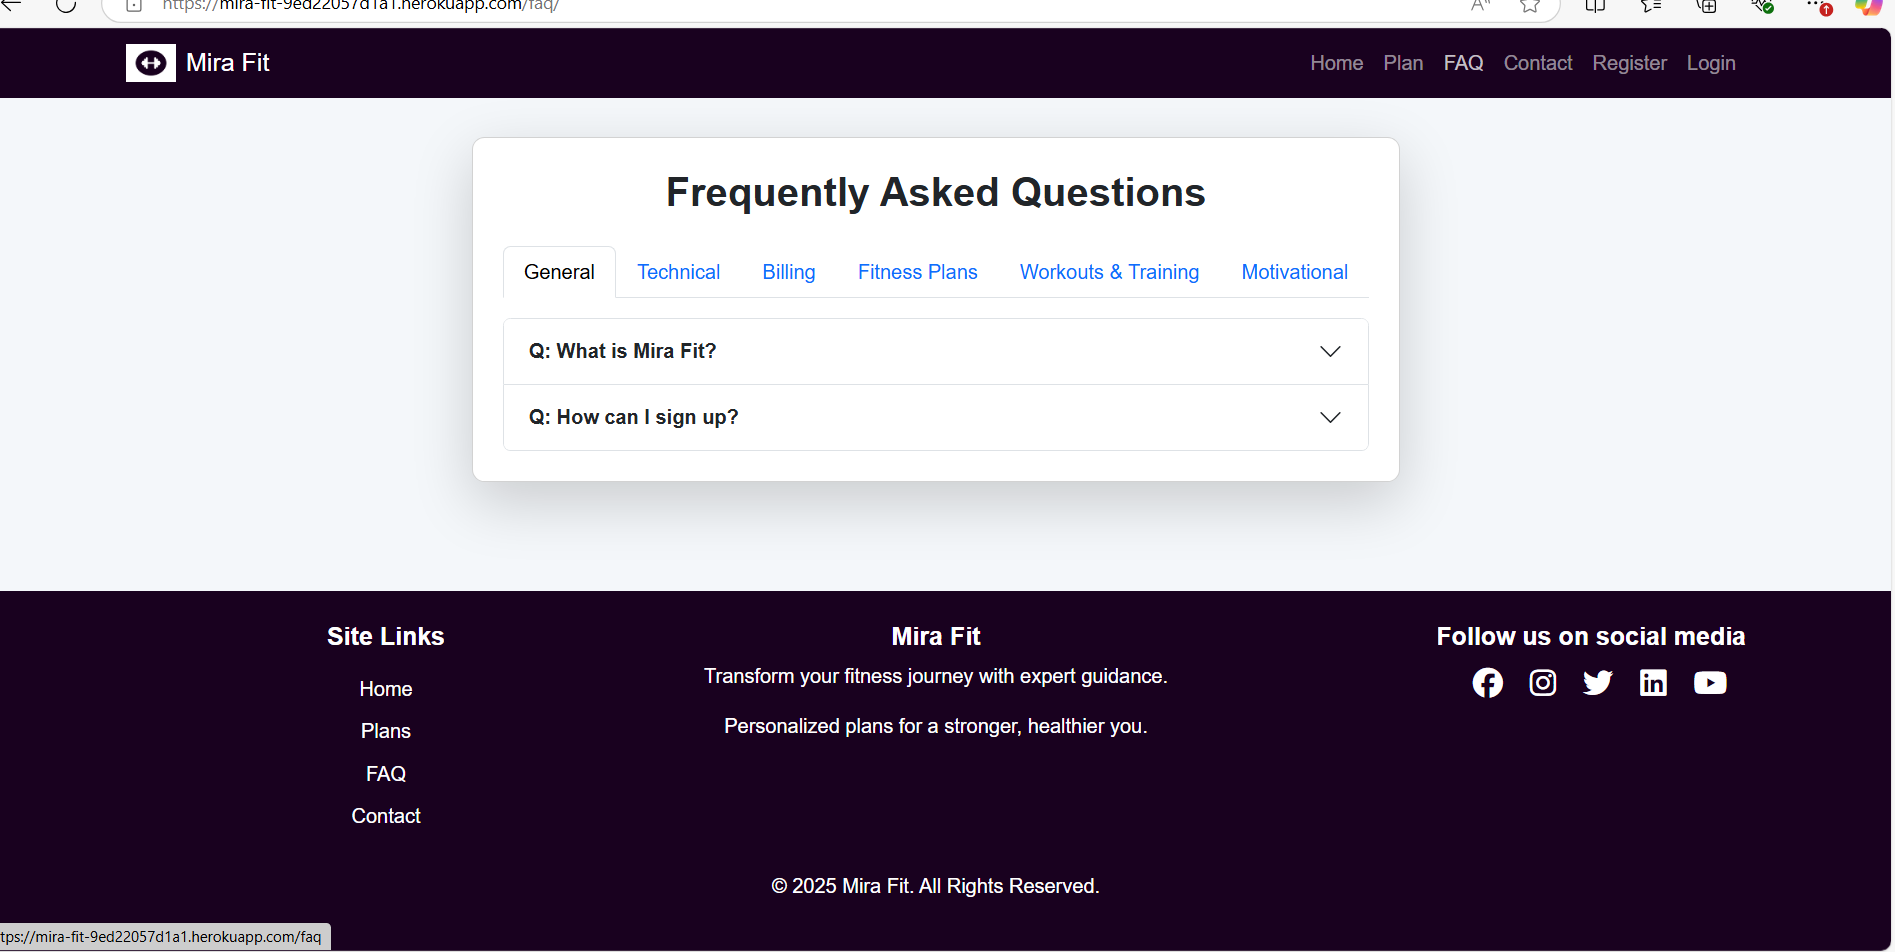 https://mira-fit-9ed22057d1a1.herokuapp.com/faq/
Mira Fit
Home Plan FAQ Contact Register Login
Frequently Asked Questions
General Technical Billing Fitness Plans Workouts & Training Motivational
Q: What is Mira Fit?
Q: How can I sign up?
Site Links
Home
Plans
FAQ
Contact
Mira Fit
Transform your fitness journey with expert guidance.
Personalized plans for a stronger, healthier you.
Follow us on social media
© 2025 Mira Fit. All Rights Reserved.
tps://mira-fit-9ed22057d1a1.herokuapp.com/faq